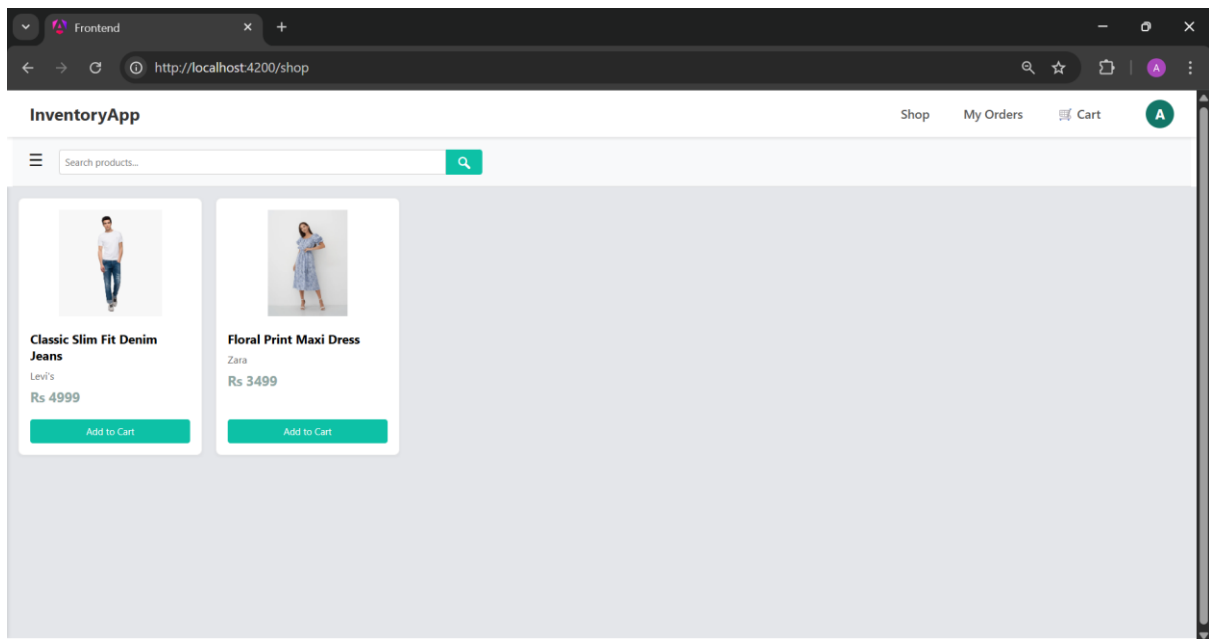 Frontend
http://localhost:4200/shop
A
InventoryApp
Shop
My Orders
Cart
A
Search products...
Classic Slim Fit Denim
Jeans
Levi's
Rs 4999
Add to Cart
Floral Print Maxi Dress
Zara
Rs 3499
Add to Cart